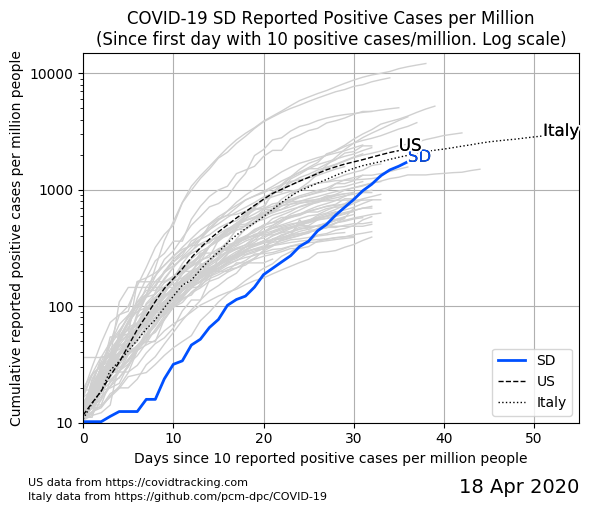 COVID-19 SD Reported Positive Cases per Million
(Since first day with 10 positive cases/million. Log scale)
Cumulative reported positive cases per million people
10000
1000
100
10
US
SD
Italy
SD
US
Italy
0 10 20 30 40 50
Days since 10 reported positive cases per million people
US data from https://covidtracking.com
Italy data from https://github.com/pcm-dpc/COVID-19
18 Apr 2020